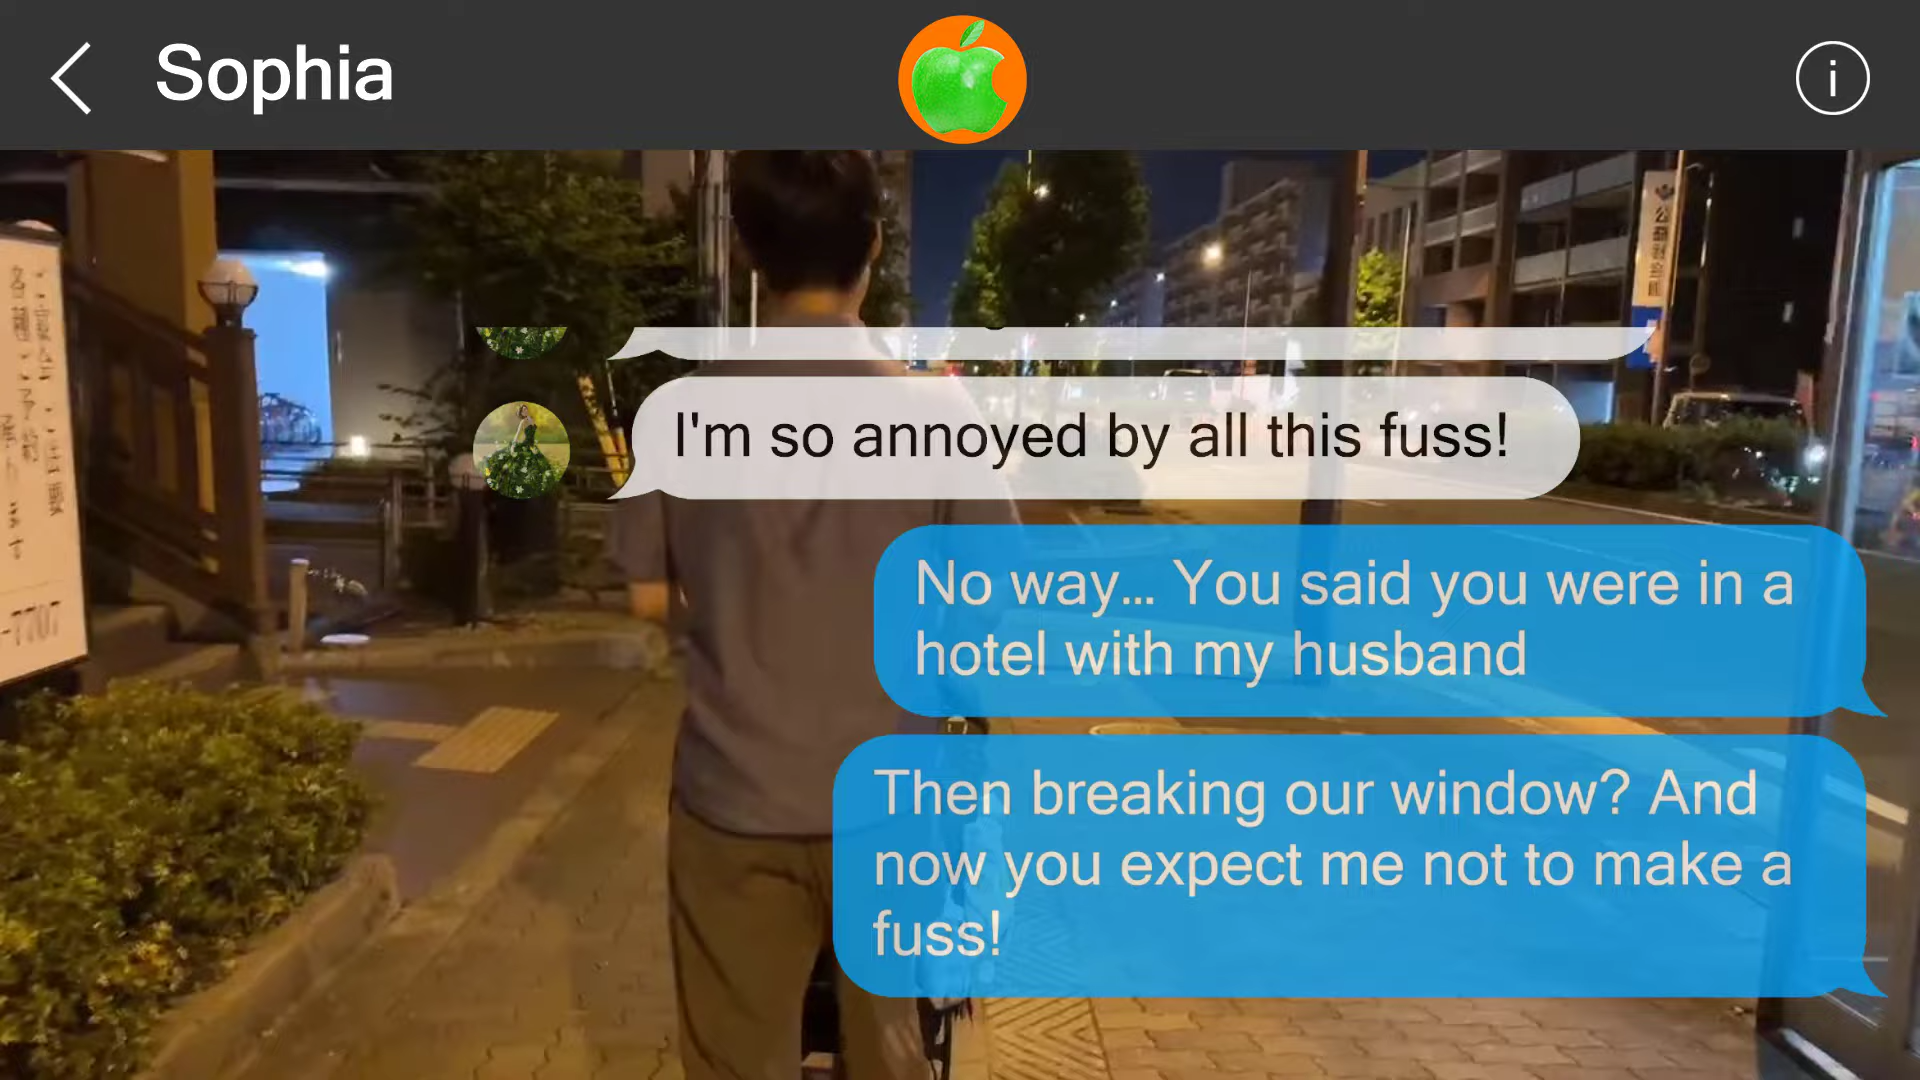 Sophia
i
I'm so annoyed by all this fuss!
No way... You said you were in a
hotel with my husband
Then breaking our window? And
now you expect me not to make a
fuss!
-7707